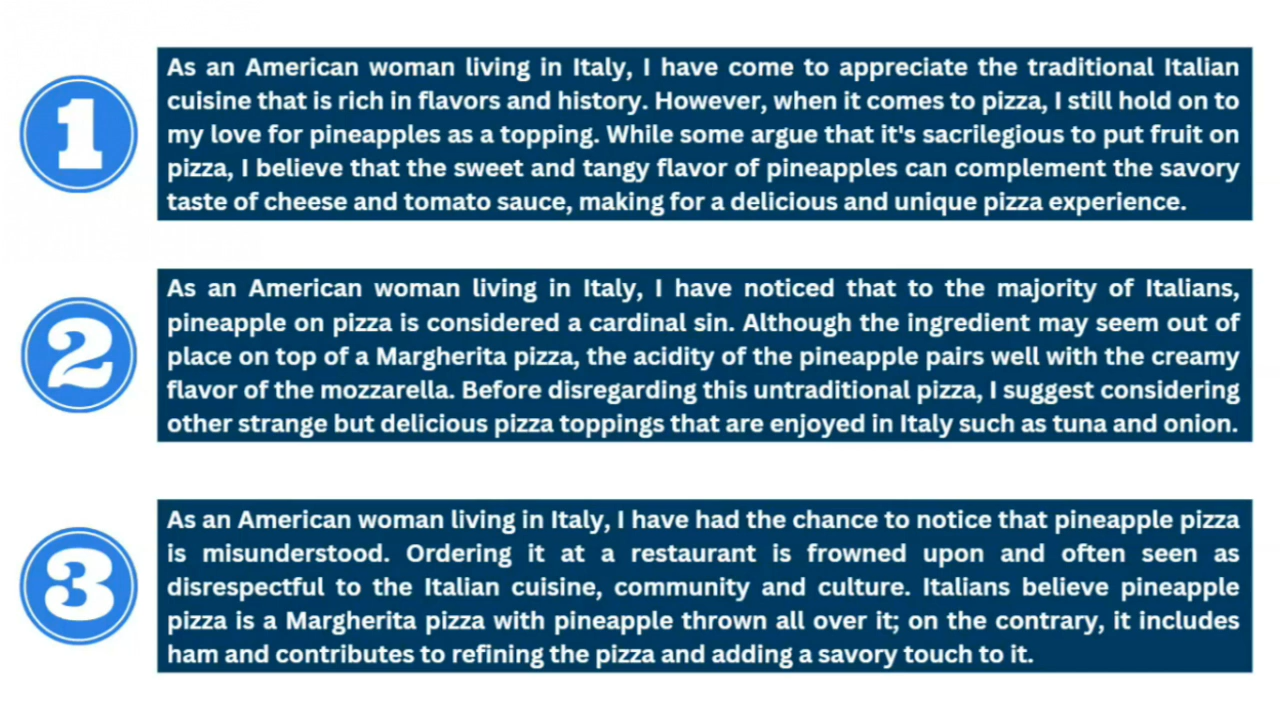 1
As an American woman living in Italy, I have come to appreciate the traditional Italian
cuisine that is rich in flavors and history. However, when it comes to pizza, I still hold on to
my love for pineapples as a topping. While some argue that it's sacrilegious to put fruit on
pizza, I believe that the sweet and tangy flavor of pineapples can complement the savory
taste of cheese and tomato sauce, making for a delicious and unique pizza experience.
2
As an American woman living in Italy, I have noticed that to the majority of Italians,
pineapple on pizza is considered a cardinal sin. Although the ingredient may seem out of
place on top of a Margherita pizza, the acidity of the pineapple pairs well with the creamy
flavor of the mozzarella. Before disregarding this untraditional pizza, I suggest considering
other strange but delicious pizza toppings that are enjoyed in Italy such as tuna and onion.
3
As an American woman living in Italy, I have had the chance to notice that pineapple pizza
is misunderstood. Ordering it at a restaurant is frowned upon and often seen as
disrespectful to the Italian cuisine, community and culture. Italians believe pineapple
pizza is a Margherita pizza with pineapple thrown all over it; on the contrary, it includes
ham and contributes to refining the pizza and adding a savory touch to it.